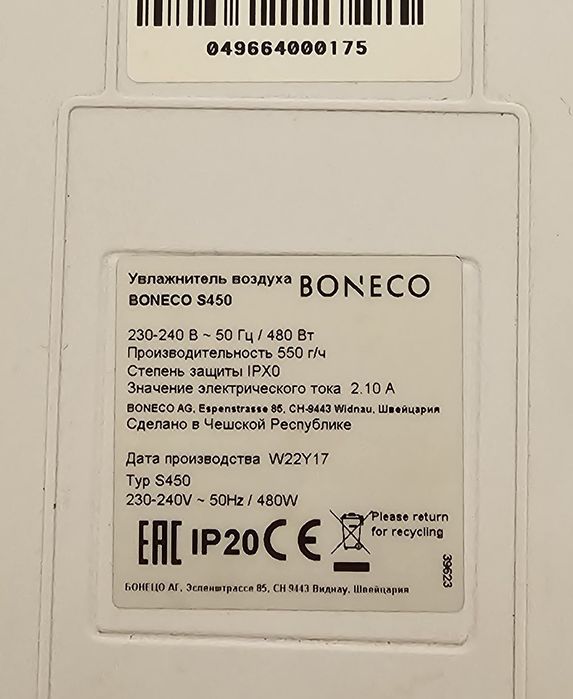 049664000175
Увлажнитель воздуха BONECO
BONECO S450
230-240 В ~ 50 Гц / 480 Вт
Производительность 550 г/ч
Степень защиты IPX0
Значение электрического тока 2.10 А
BONECO AG, Espenstrasse 85, CH-9443 Widnau, Швейцария
Сделано в Чешской Республике
Дата производства W22Y17
Typ S450
230-240V ~ 50Hz / 480W
EAC IP20 CE
Please return
for recycling
39623
БОНЕЦО АГ, Эспенштрассе 85, СН 9443 Виднау, Швейцария